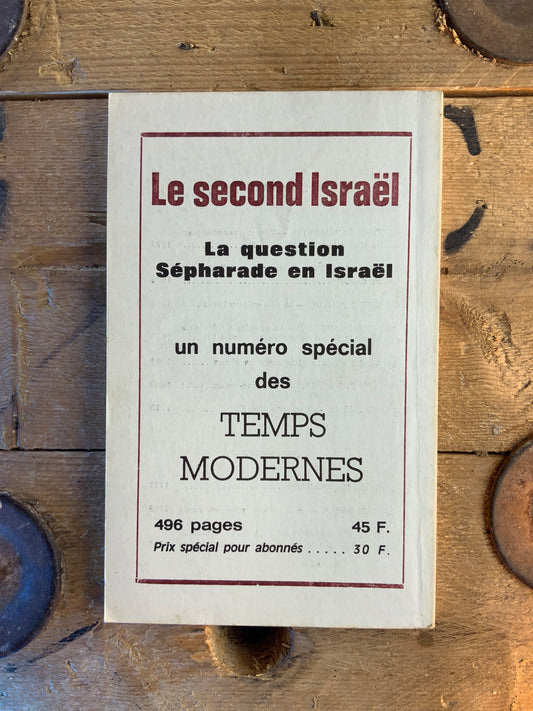 Le second Israël
La question
Sépharade en Israël
un numéro spécial
des
TEMPS
MODERNES
496 pages 45 F.
Prix spécial pour abonnés ..... 30 F.